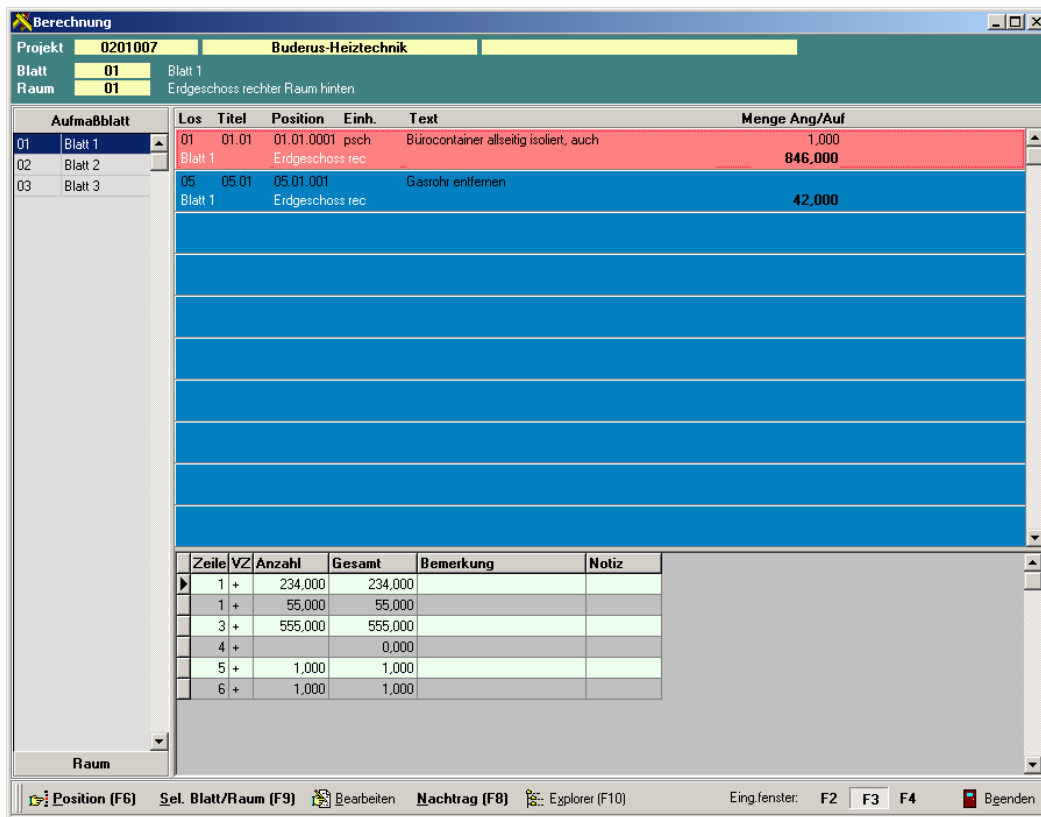 Berechnung
Projekt 0201007 Buderus-Heiztechnik
Blatt 01 Blatt 1
Raum 01 Erdgeschoss rechter Raum hinten
Aufmaßblatt
01 Blatt 1
02 Blatt 2
03 Blatt 3
Raum
Los Titel Position Einh. Text Menge Ang/Auf
01 01.01 01.01.0001 psch Bürocontainer allseitig isoliert, auch 1,000
Blatt 1 Erdgeschoss rec 846,000
05 05.01 05.01.001 Gasrohr entfernen
Blatt 1 Erdgeschoss rec 42,000
Zeile VZ Anzahl Gesamt Bemerkung Notiz
1 + 234,000 234,000
1 + 55,000 55,000
3 + 555,000 555,000
4 + 0,000
5 + 1,000 1,000
6 + 1,000 1,000
Position (F6) Sel. Blatt/Raum (F9) Bearbeiten Nachtrag (F8) Explorer (F10) Eing.fenster: F2 F3 F4 Beenden